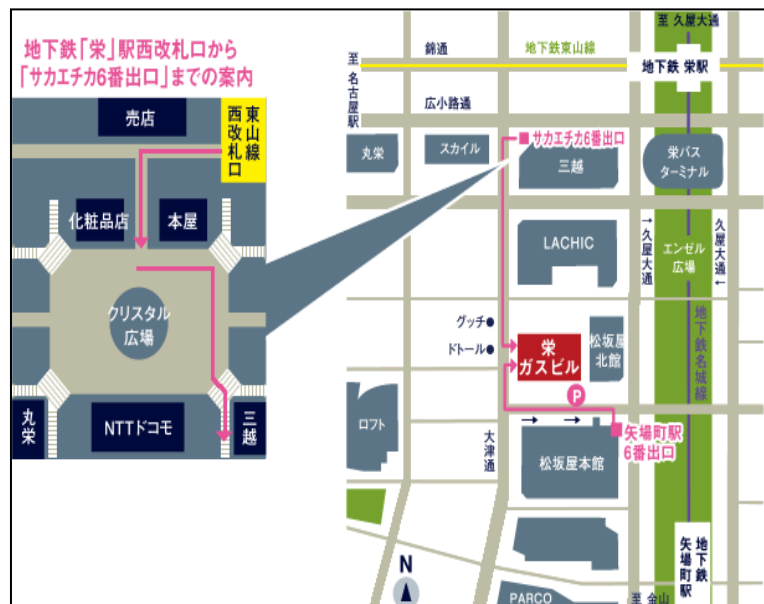 地下鉄「栄」駅西改札口から
「サカエチカ6番出口」までの案内
売店
東山線
西改札口
化粧品店
本屋
クリスタル
広場
丸栄
NTTドコモ
三越
至 久屋大通
錦通
地下鉄東山線
至 名古屋駅
地下鉄 栄駅
広小路通
サカエチカ6番出口
丸栄
スカイル
三越
栄バス
ターミナル
LACHIC
→久屋大通
エンゼル
広場
久屋大通←
グッチ
ドトール
栄
ガスビル
松坂屋
北館
地下鉄名城線
P
ロフト
大津通
→ →
矢場町駅
6番出口
松坂屋本館
N
PARCO
至 金山
地下鉄
矢場町駅